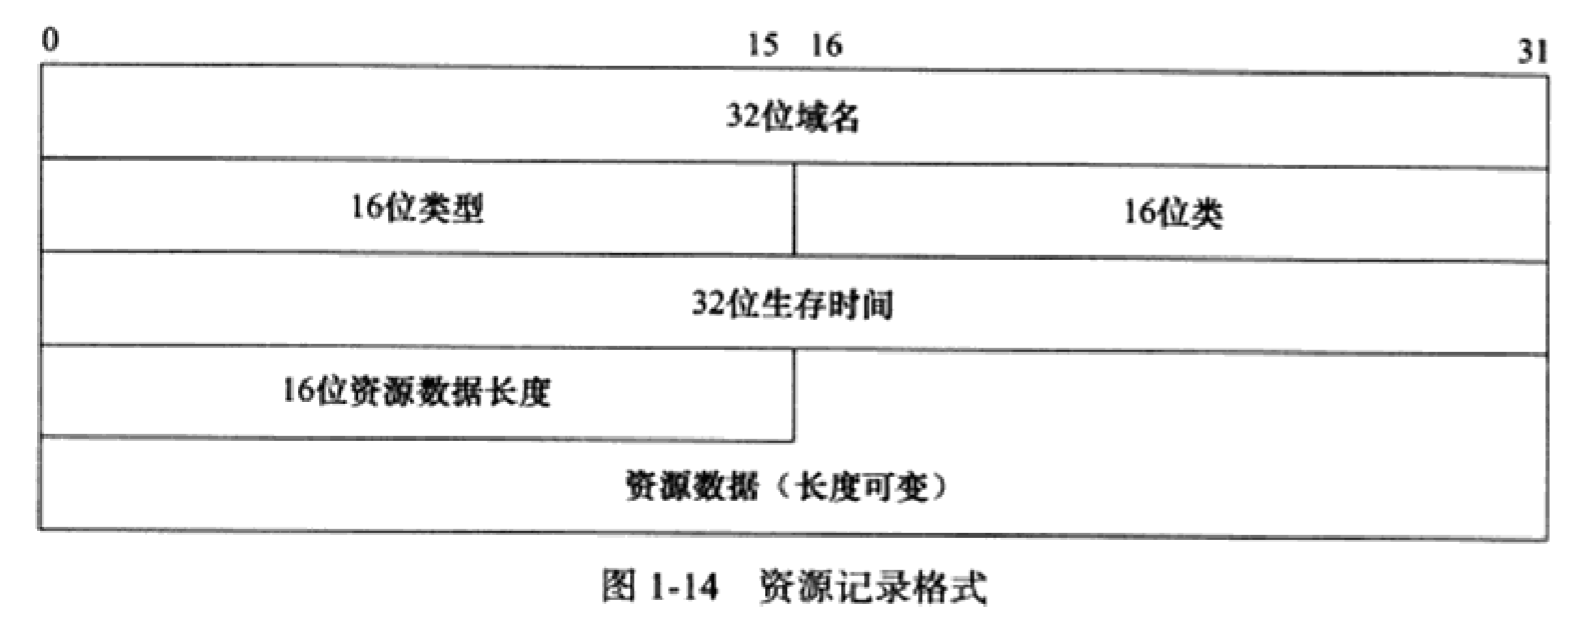 0 15 16 31
32位域名
16位类型 16位类
32位生存时间
16位资源数据长度
资源数据（长度可变）
图 1-14 资源记录格式